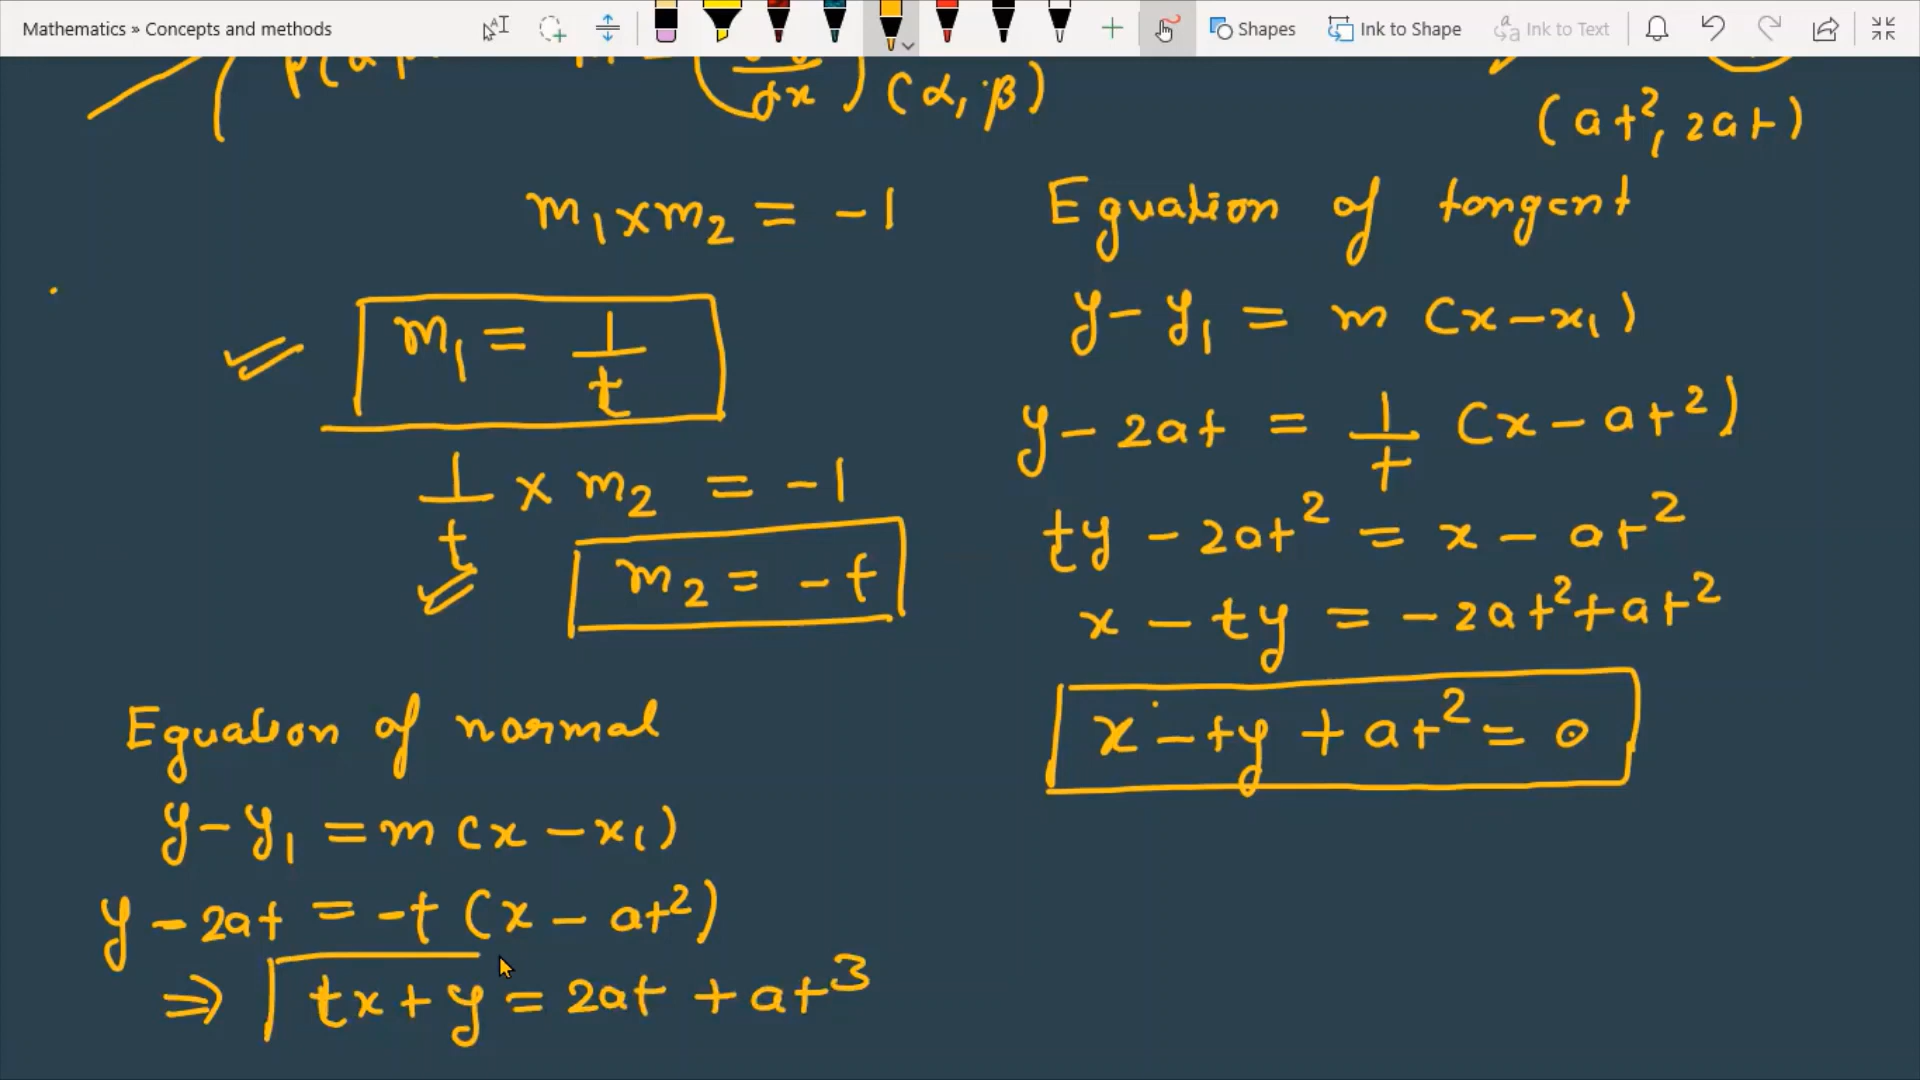 Mathematics » Concepts and methods
Shapes
Ink to Shape
Ink to Text
dx ) (α, β)
(at², 2at)
m₁ x m₂ = -1
m₁ = 1/t
1/t x m₂ = -1
m₂ = -t
Equation of normal
y - y₁ = m (x - x₁)
y - 2at = -t (x - at²)
⇒ tx + y = 2at + at³
Equation of tangent
y - y₁ = m (x - x₁)
y - 2at = 1/t (x - at²)
ty - 2at² = x - at²
x - ty = -2at² + at²
x - ty + at² = 0